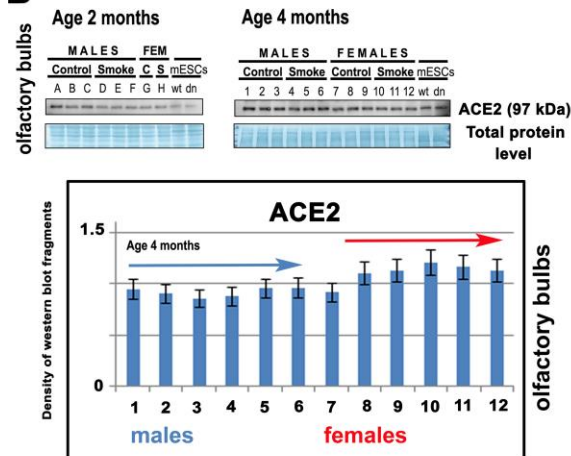 B
Age 2 months
Age 4 months
olfactory bulbs
MALES FEM
Control Smoke C S mESCs
A B C D E F G H wt dn
MALES FEMALES
Control Smoke Control Smoke mESCs
1 2 3 4 5 6 7 8 9 10 11 12 wt dn
ACE2 (97 kDa)
Total protein
level
ACE2
1.5
Age 4 months
Density of western blot fragments
0
1 2 3 4 5 6 7 8 9 10 11 12
males females
olfactory bulbs